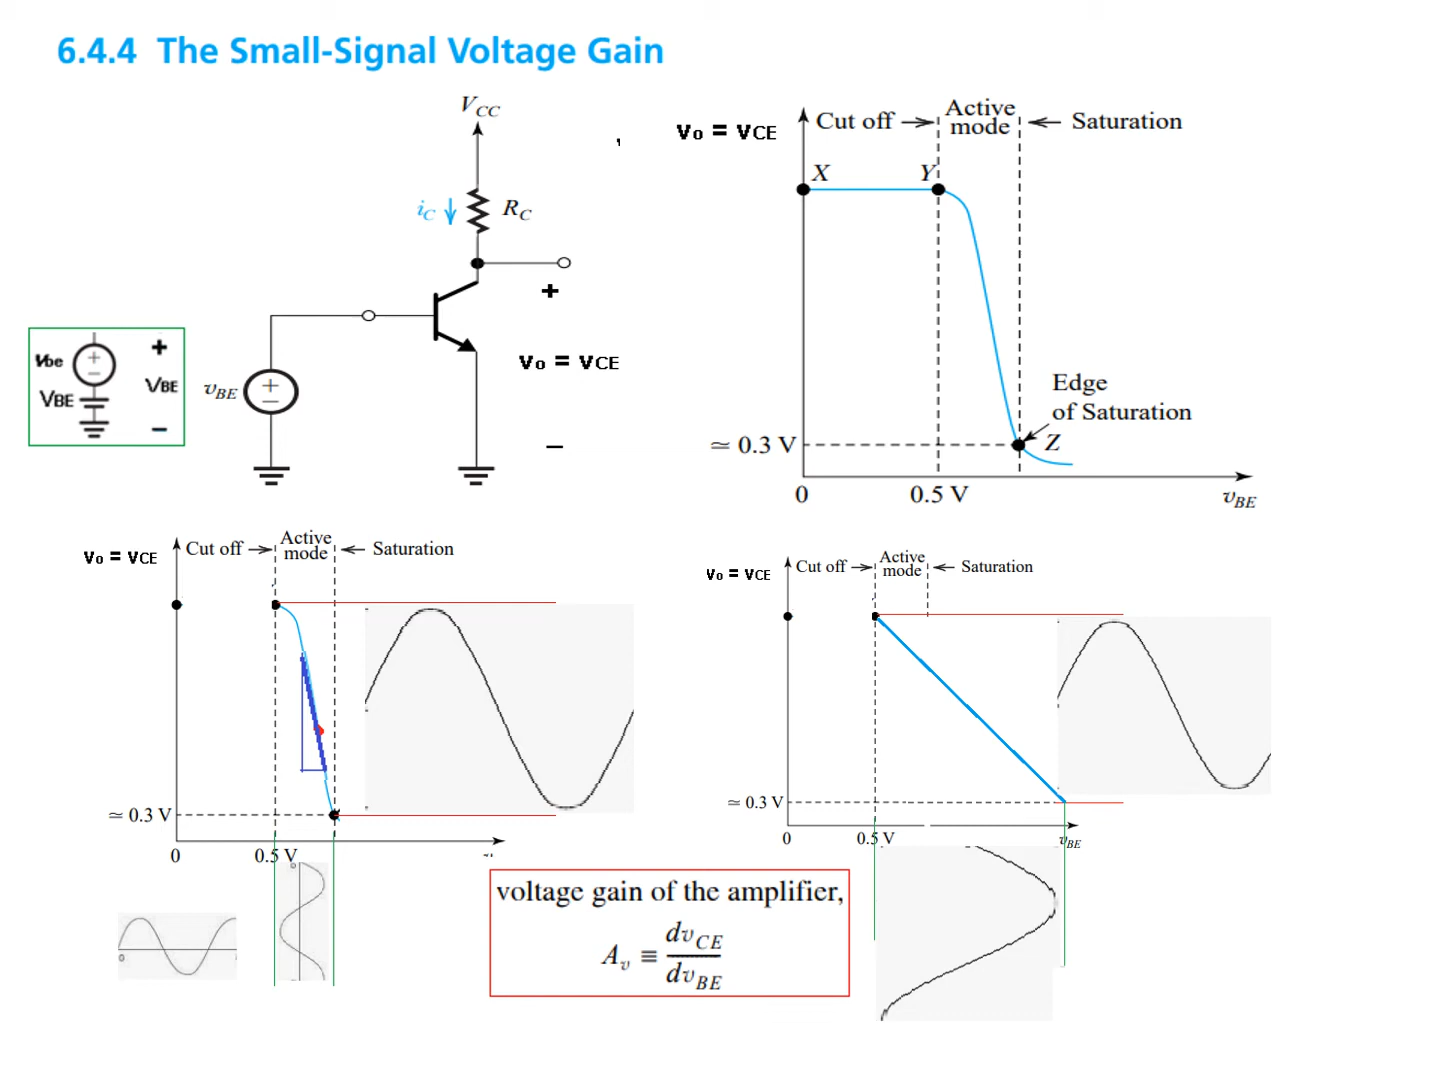 6.4.4 The Small-Signal Voltage Gain
VCC
iC
RC
+
vo = vCE
−
vbe
+
−
VBE
+
VBE
−
vBE
+
−
vo = vCE
Cut off
Active
mode
Saturation
X
Y
Edge
of Saturation
Z
≃ 0.3 V
0
0.5 V
vBE
vo = vCE
Cut off
Active
mode
Saturation
≃ 0.3 V
0
0.5 V
0
0
vo = vCE
Cut off
Active
mode
Saturation
≃ 0.3 V
0
0.5 V
vBE
voltage gain of the amplifier,
Av ≡ dvCE / dvBE